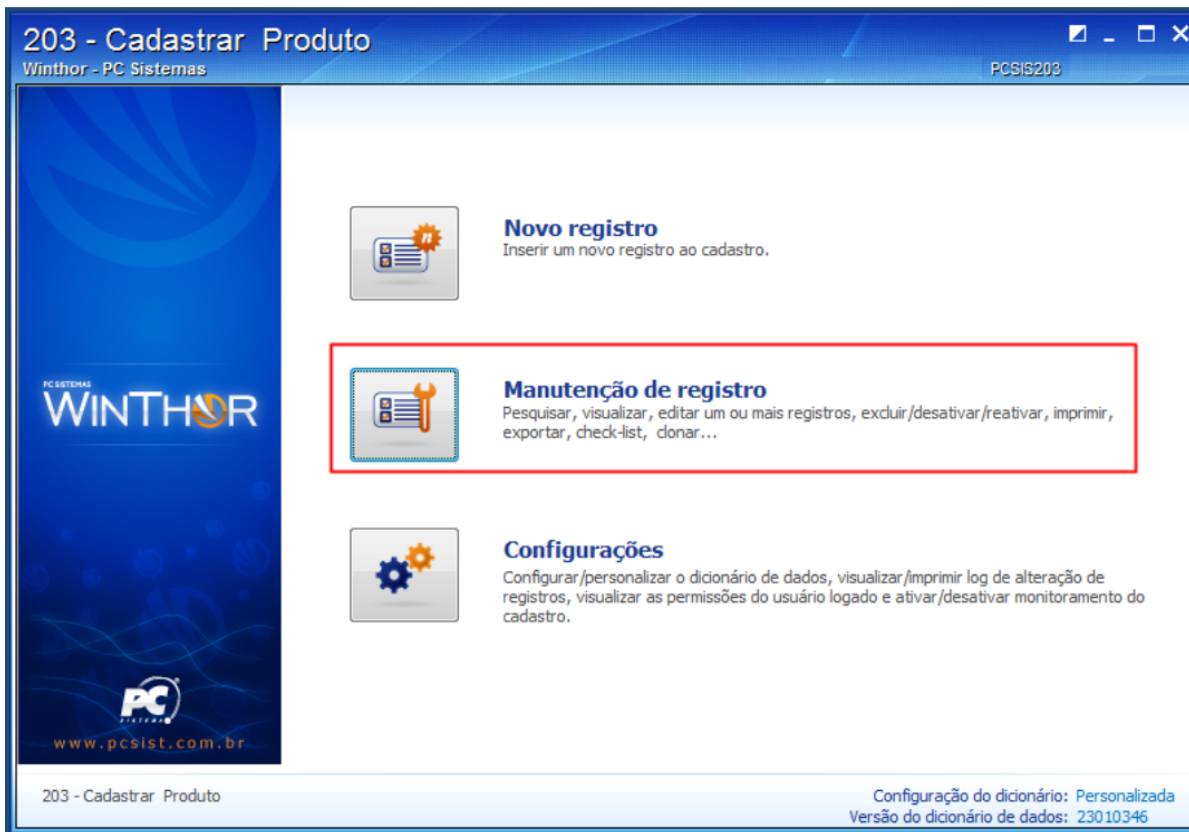 203 - Cadastrar Produto
Winthor - PC Sistemas
PCSIS203
Novo registro
Inserir um novo registro ao cadastro.
Manutenção de registro
Pesquisar, visualizar, editar um ou mais registros, excluir/desativar/reativar, imprimir,
exportar, check-list, clonar...
PC SISTEMAS
WINTHOR
Configurações
Configurar/personalizar o dicionário de dados, visualizar/imprimir log de alteração de
registros, visualizar as permissões do usuário logado e ativar/desativar monitoramento do
cadastro.
PC
SISTEMAS
www.pcsist.com.br
203 - Cadastrar Produto
Configuração do dicionário: Personalizada
Versão do dicionário de dados: 23010346